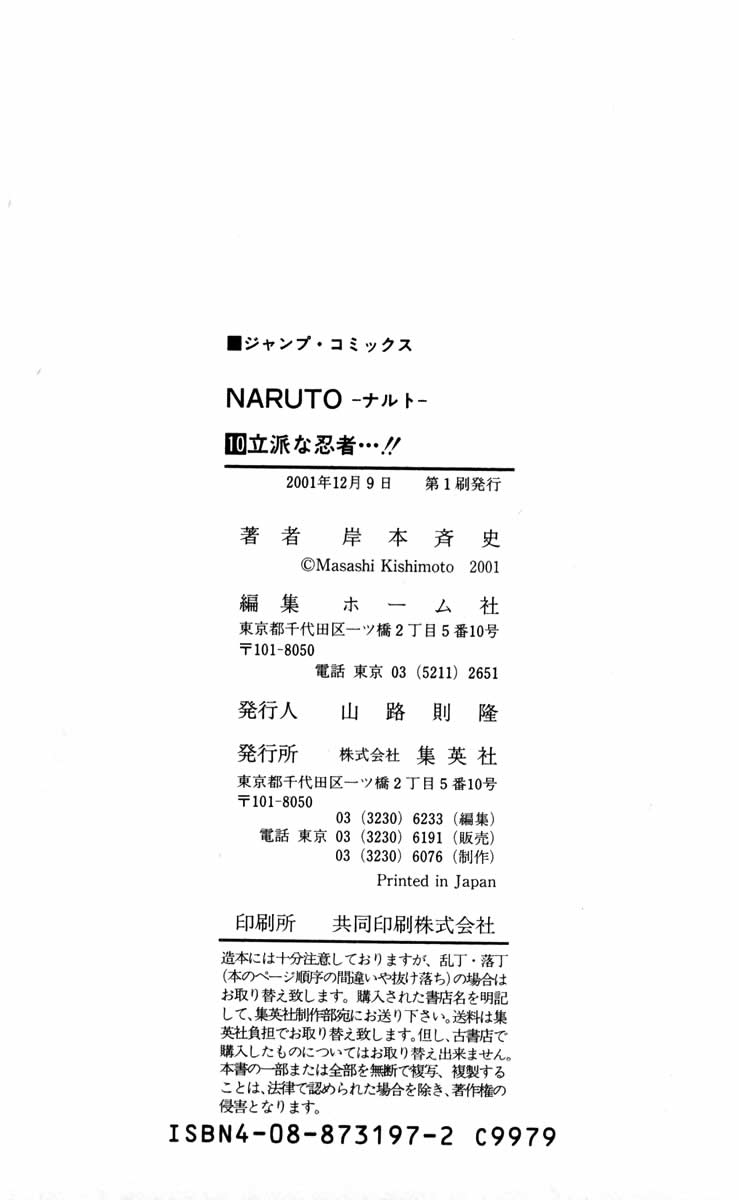 ■ジャンプ・コミックス
NARUTO -ナルト-
10立派な忍者…!!
2001年12月9日 第1刷発行
著者 岸本斉史
©Masashi Kishimoto 2001
編集 ホーム社
東京都千代田区一ツ橋2丁目5番10号
〒101-8050
電話 東京 03 (5211) 2651
発行人 山路則隆
発行所 株式会社 集英社
東京都千代田区一ツ橋2丁目5番10号
〒101-8050
03 (3230) 6233 (編集)
電話 東京 03 (3230) 6191 (販売)
03 (3230) 6076 (制作)
Printed in Japan
印刷所 共同印刷株式会社
造本には十分注意しておりますが、乱丁・落丁
(本のページ順序の間違いや抜け落ち)の場合は
お取り替え致します。購入された書店名を明記
して、集英社制作部宛にお送り下さい。送料は集
英社負担でお取り替え致します。但し、古書店で
購入したものについてはお取り替え出来ません。
本書の一部または全部を無断で複写、複製する
ことは、法律で認められた場合を除き、著作権の
侵害となります。
ISBN4-08-873197-2 C9979